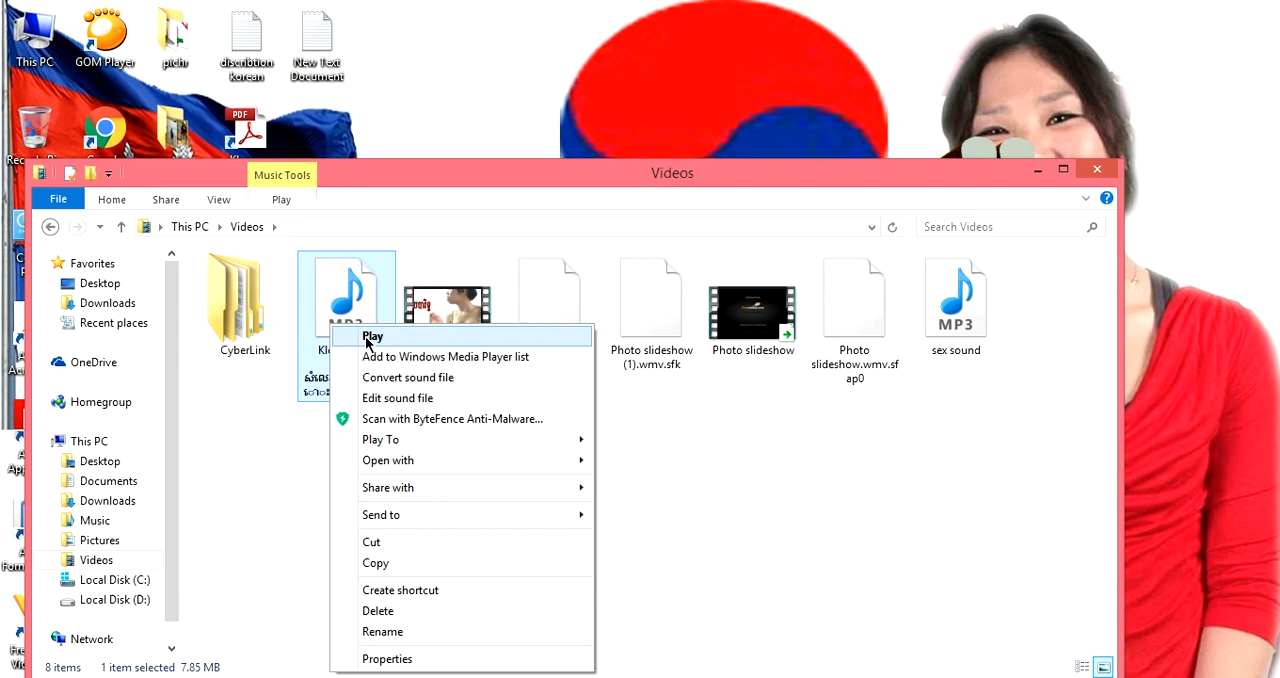 This PC
GOM Player
pichr
discribtion
korean
New Text
Document
PDF
Music Tools
Videos
File
Home
Share
View
Play
This PC
Videos
Search Videos
Favorites
Desktop
Downloads
Recent places
OneDrive
Homegroup
This PC
Desktop
Documents
Downloads
Music
Pictures
Videos
Local Disk (C:)
Local Disk (D:)
Network
CyberLink
MP3
Photo slideshow
(1).wmv.sfk
Photo slideshow
Photo
slideshow.wmv.sf
ap0
MP3
sex sound
Play
Add to Windows Media Player list
Convert sound file
Edit sound file
Scan with ByteFence Anti-Malware...
Play To
Open with
Share with
Send to
Cut
Copy
Create shortcut
Delete
Rename
Properties
8 items
1 item selected 7.85 MB